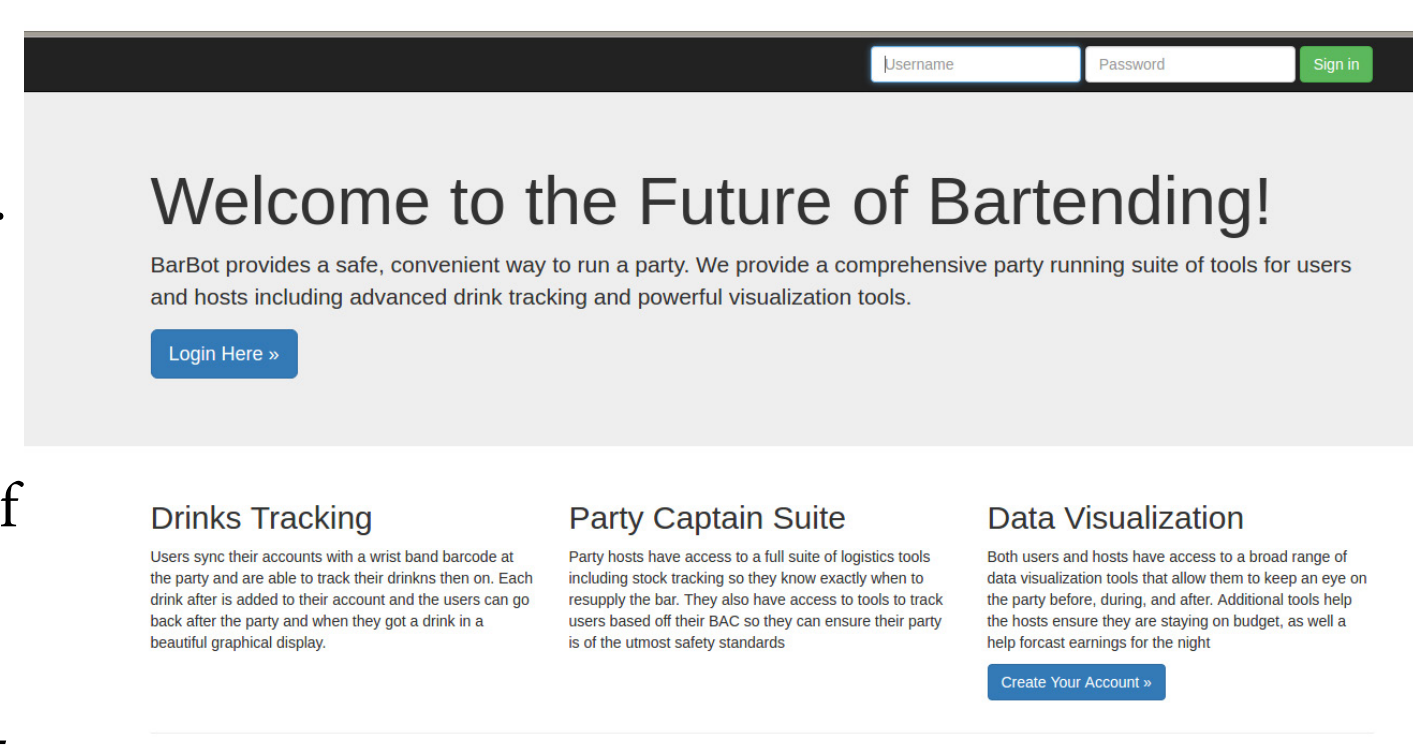 Username Password Sign in
Welcome to the Future of Bartending!
.
BarBot provides a safe, convenient way to run a party. We provide a comprehensive party running suite of tools for users
and hosts including advanced drink tracking and powerful visualization tools.
Login Here »
f
Drinks Tracking
Users sync their accounts with a wrist band barcode at
the party and are able to track their drinkns then on. Each
drink after is added to their account and the users can go
back after the party and when they got a drink in a
beautiful graphical display.
Party Captain Suite
Party hosts have access to a full suite of logistics tools
including stock tracking so they know exactly when to
resupply the bar. They also have access to tools to track
users based off their BAC so they can ensure their party
is of the utmost safety standards
Data Visualization
Both users and hosts have access to a broad range of
data visualization tools that allow them to keep an eye on
the party before, during, and after. Additional tools help
the hosts ensure they are staying on budget, as well a
help forcast earnings for the night
Create Your Account »